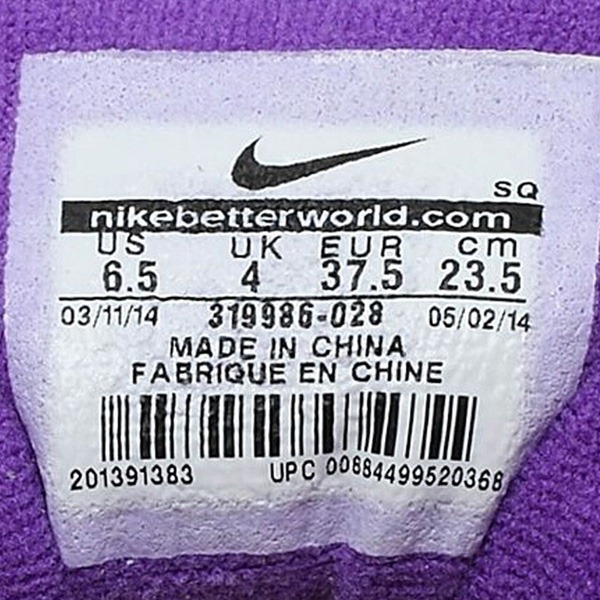 SQ
nikebetterworld.com
US UK EUR cm
6.5 4 37.5 23.5
03/11/14 319986-028 05/02/14
MADE IN CHINA
FABRIQUE EN CHINE
201391383 UPC 00884499520368